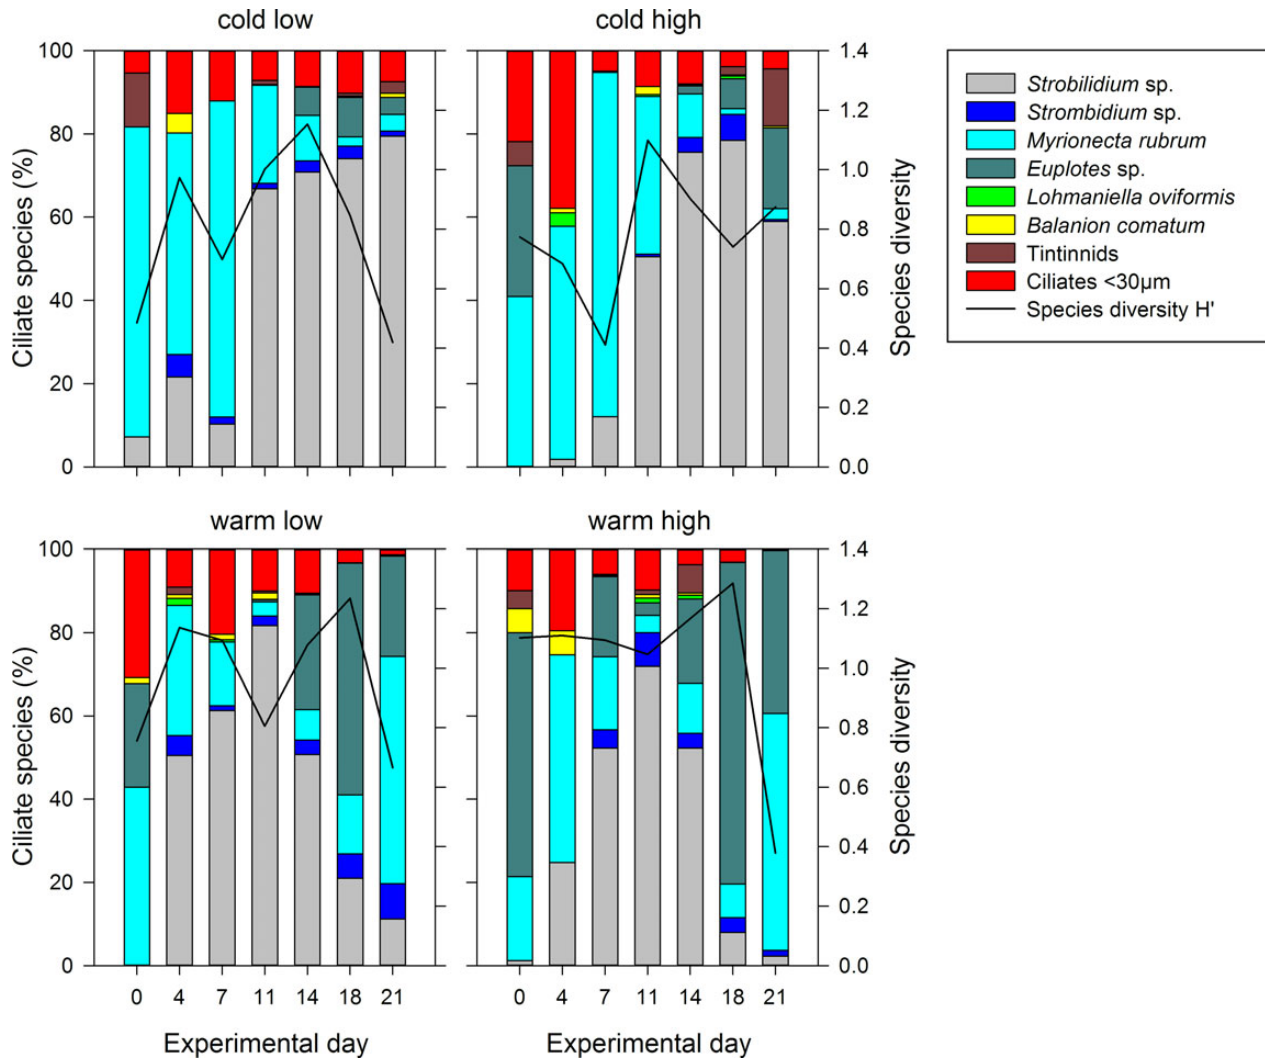 cold low
cold high
100
80
60
40
20
0
Ciliate species (%)
1.4
1.2
1.0
0.8
0.6
0.4
0.2
0.0
Species diversity
Strobilidium sp.
Strombidium sp.
Myrionecta rubrum
Euplotes sp.
Lohmaniella oviformis
Balanion comatum
Tintinnids
Ciliates <30µm
Species diversity H'
warm low
warm high
100
80
60
40
20
0
Ciliate species (%)
1.4
1.2
1.0
0.8
0.6
0.4
0.2
0.0
Species diversity
0 4 7 11 14 18 21
0 4 7 11 14 18 21
Experimental day
Experimental day